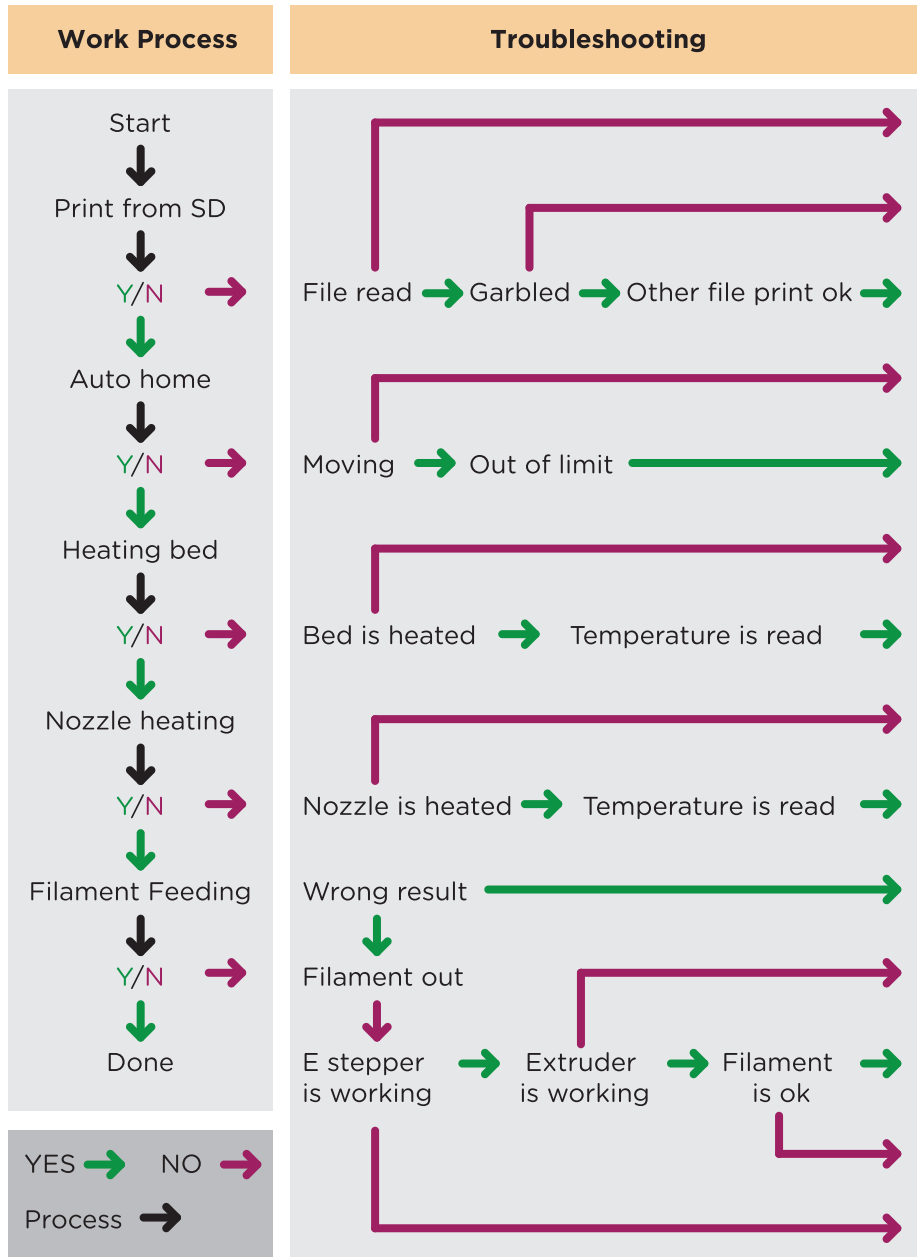 Work Process
Troubleshooting
Start
Print from SD
Y/N
File read
Garbled
Other file print ok
Auto home
Y/N
Moving
Out of limit
Heating bed
Y/N
Bed is heated
Temperature is read
Nozzle heating
Y/N
Nozzle is heated
Temperature is read
Filament Feeding
Wrong result
Y/N
Filament out
Done
E stepper
is working
Extruder
is working
Filament
is ok
YES
NO
Process